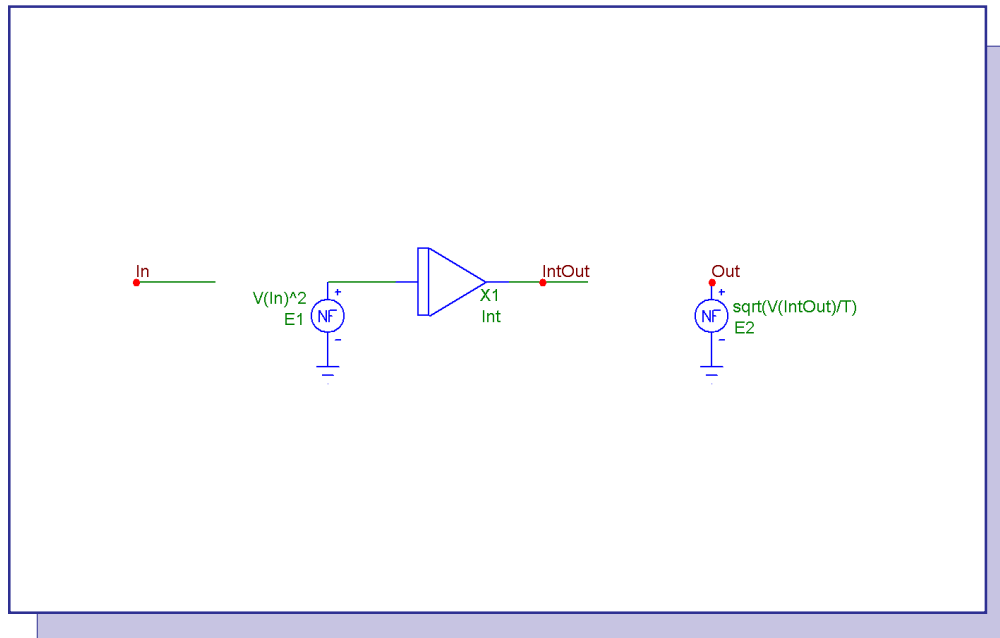 In
V(In)^2
E1
NF
X1
Int
IntOut
Out
NF
sqrt(V(IntOut)/T)
E2